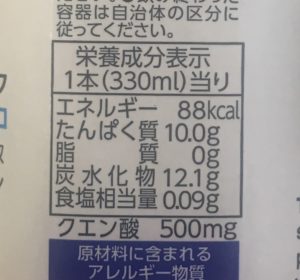 容器は自治体の区分に
従ってください。
栄養成分表示
1本(330ml)当り
エネルギー 88kcal
たんぱく質 10.0g
脂質 0g
炭水化物 12.1g
食塩相当量 0.09g
クエン酸 500mg
原材料に含まれる
アレルギー物質